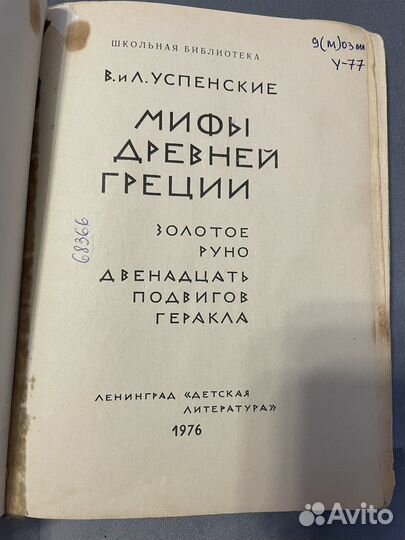 ШКОЛЬНАЯ БИБЛИОТЕКА
9(М)03
У-77
В. и Л. УСПЕНСКИЕ
МИФЫ
ДРЕВНЕЙ
ГРЕЦИИ
ЗОЛОТОЕ
РУНО
ДВЕНАДЦАТЬ
ПОДВИГОВ
ГЕРАКЛА
68366
ЛЕНИНГРАД «ДЕТСКАЯ
ЛИТЕРАТУРА»
1976
Avito